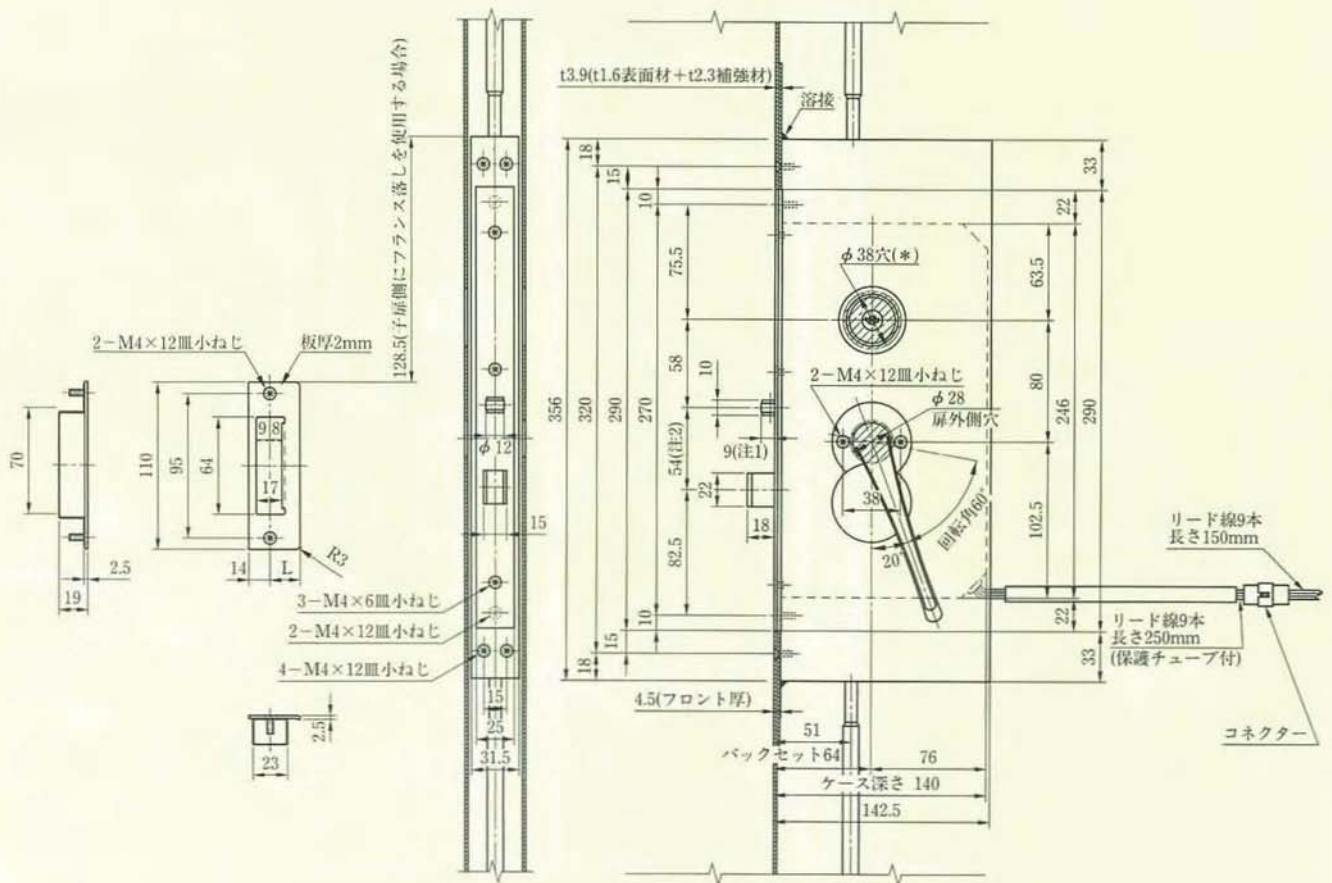 2−M4×12皿小ねじ
板厚2mm
70
110
95
64
9
8
17
14
L
R3
2.5
19
2.5
23
128.5(子扉側にフランス落しを使用する場合)
φ12
15
3−M4×6皿小ねじ
2−M4×12皿小ねじ
4−M4×12皿小ねじ
15
25
31.5
t3.9(t1.6表面材+t2.3補強材)
溶接
356
18
320
18
15
290
15
10
270
10
75.5
58
54(注2)
82.5
10
9(注1)
22
18
φ38穴(*)
2−M4×12皿小ねじ
φ28
扉外側穴
38
回転角60°
20°
33
22
63.5
80
246
290
102.5
22
33
4.5(フロント厚)
51
バックセット64
76
ケース深さ 140
142.5
リード線9本
長さ150mm
リード線9本
長さ250mm
(保護チューブ付)
コネクター